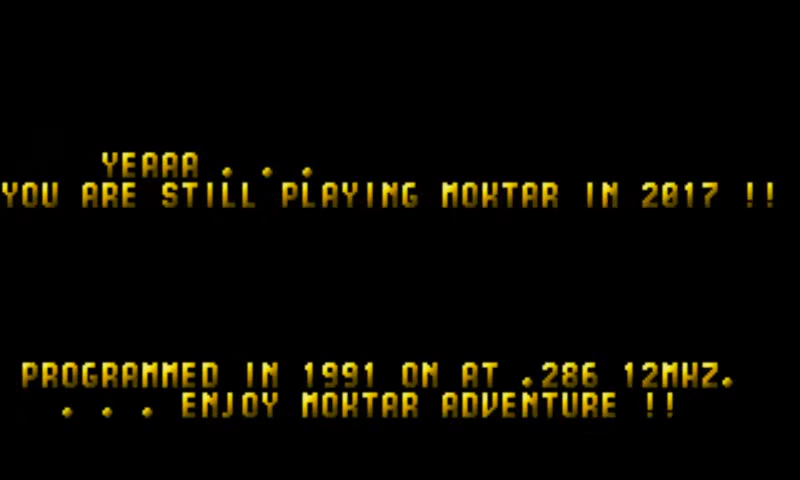 YEAAA . . .
YOU ARE STILL PLAYING MOKTAR IN 2017 !!
PROGRAMMED IN 1991 ON AT .286 12MHZ.
. . . ENJOY MOKTAR ADVENTURE !!